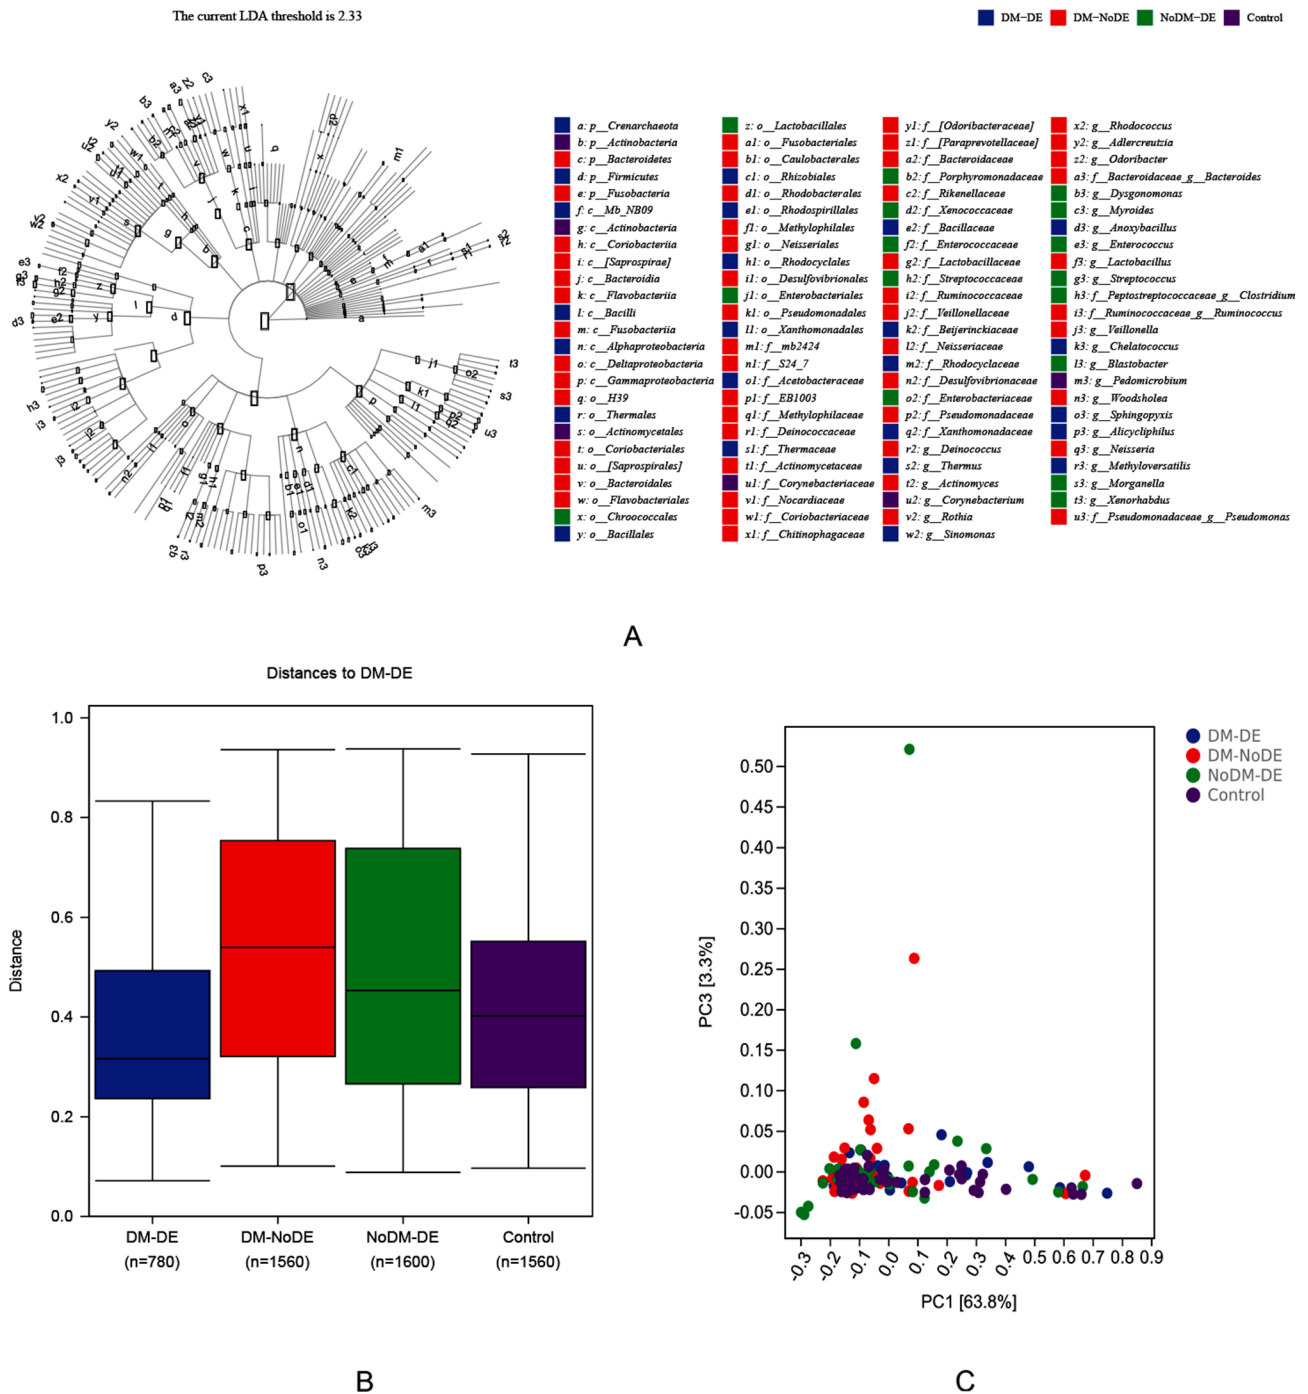 The current LDA threshold is 2.33
DM-DE DM-NoDE NoDM-DE Control
a: p__Crenarchaeota
b: p__Actinobacteria
c: p__Bacteroidetes
d: p__Firmicutes
e: p__Fusobacteria
f: c__Mb_NB09
g: c__Actinobacteria
h: c__Coriobacteriia
i: c__[Saprospirae]
j: c__Bacteroidia
k: c__Flavobacteriia
l: c__Bacilli
m: c__Fusobacteriia
n: c__Alphaproteobacteria
o: c__Deltaproteobacteria
p: c__Gammaproteobacteria
q: o__H39
r: o__Thermales
s: o__Actinomycetales
t: o__Coriobacteriales
u: o__[Saprospirales]
v: o__Bacteroidales
w: o__Flavobacteriales
x: o__Chroococcales
y: o__Bacillales
z: o__Lactobacillales
a1: o__Fusobacteriales
b1: o__Caulobacterales
c1: o__Rhizobiales
d1: o__Rhodobacterales
e1: o__Rhodospirillales
f1: o__Methylophilales
g1: o__Neisseriales
h1: o__Rhodocyclales
i1: o__Desulfovibrionales
j1: o__Enterobacteriales
k1: o__Pseudomonadales
l1: o__Xanthomonadales
m1: f__mb2424
n1: f__S24_7
o1: f__Acetobacteraceae
p1: f__EB1003
q1: f__Methylophilaceae
r1: f__Deinococcaceae
s1: f__Thermaceae
t1: f__Actinomycetaceae
u1: f__Corynebacteriaceae
v1: f__Nocardiaceae
w1: f__Coriobacteriaceae
x1: f__Chitinophagaceae
y1: f__[Odoribacteraceae]
z1: f__[Paraprevotellaceae]
a2: f__Bacteroidaceae
b2: f__Porphyromonadaceae
c2: f__Rikenellaceae
d2: f__Xenococcaceae
e2: f__Bacillaceae
f2: f__Enterococcaceae
g2: f__Lactobacillaceae
h2: f__Streptococcaceae
i2: f__Ruminococcaceae
j2: f__Veillonellaceae
k2: f__Beijerinckiaceae
l2: f__Neisseriaceae
m2: f__Rhodocyclaceae
n2: f__Desulfovibrionaceae
o2: f__Enterobacteriaceae
p2: f__Pseudomonadaceae
q2: f__Xanthomonadaceae
r2: g__Deinococcus
s2: g__Thermus
t2: g__Actinomyces
u2: g__Corynebacterium
v2: g__Rothia
w2: g__Sinomonas
x2: g__Rhodococcus
y2: g__Adlercreutzia
z2: g__Odoribacter
a3: f__Bacteroidaceae_g__Bacteroides
b3: g__Dysgonomonas
c3: g__Myroides
d3: g__Anoxybacillus
e3: g__Enterococcus
f3: g__Lactobacillus
g3: g__Streptococcus
h3: f__Peptostreptococcaceae_g__Clostridium
i3: f__Ruminococcaceae_g__Ruminococcus
j3: g__Veillonella
k3: g__Chelatococcus
l3: g__Blastobacter
m3: g__Pedomicrobium
n3: g__Woodsholea
o3: g__Sphingopyxis
p3: g__Alicycliphilus
q3: g__Neisseria
r3: g__Methyloversatilis
s3: g__Morganella
t3: g__Xenorhabdus
u3: f__Pseudomonadaceae_g__Pseudomonas
A
Distances to DM-DE
Distance
1.0
0.8
0.6
0.4
0.2
0.0
DM-DE DM-NoDE NoDM-DE Control
(n=780) (n=1560) (n=1600) (n=1560)
B
DM-DE
DM-NoDE
NoDM-DE
Control
PC3 [3.3%]
0.50
0.45
0.40
0.35
0.30
0.25
0.20
0.15
0.10
0.05
0.00
-0.05
-0.3 -0.2 -0.1 0.0 0.1 0.2 0.3 0.4 0.5 0.6 0.7 0.8 0.9
PC1 [63.8%]
C